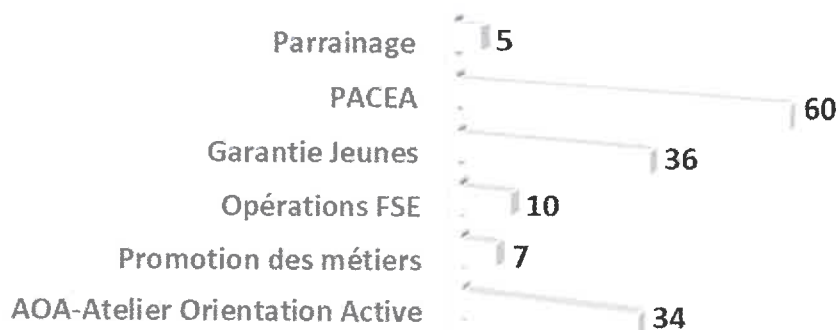 Parrainage 5
PACEA 60
Garantie Jeunes 36
Opérations FSE 10
Promotion des métiers 7
AOA-Atelier Orientation Active 34